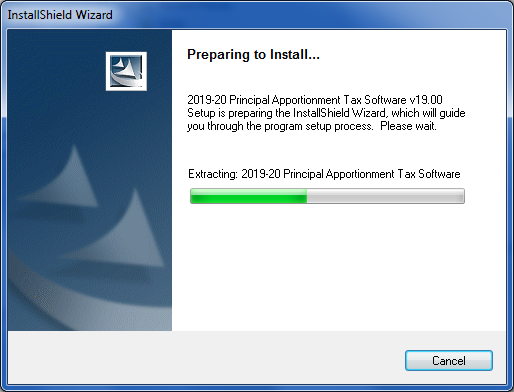 InstallShield Wizard
Preparing to Install...
2019-20 Principal Apportionment Tax Software v19.00
Setup is preparing the InstallShield Wizard, which will guide
you through the program setup process.  Please wait.
Extracting: 2019-20 Principal Apportionment Tax Software
Cancel